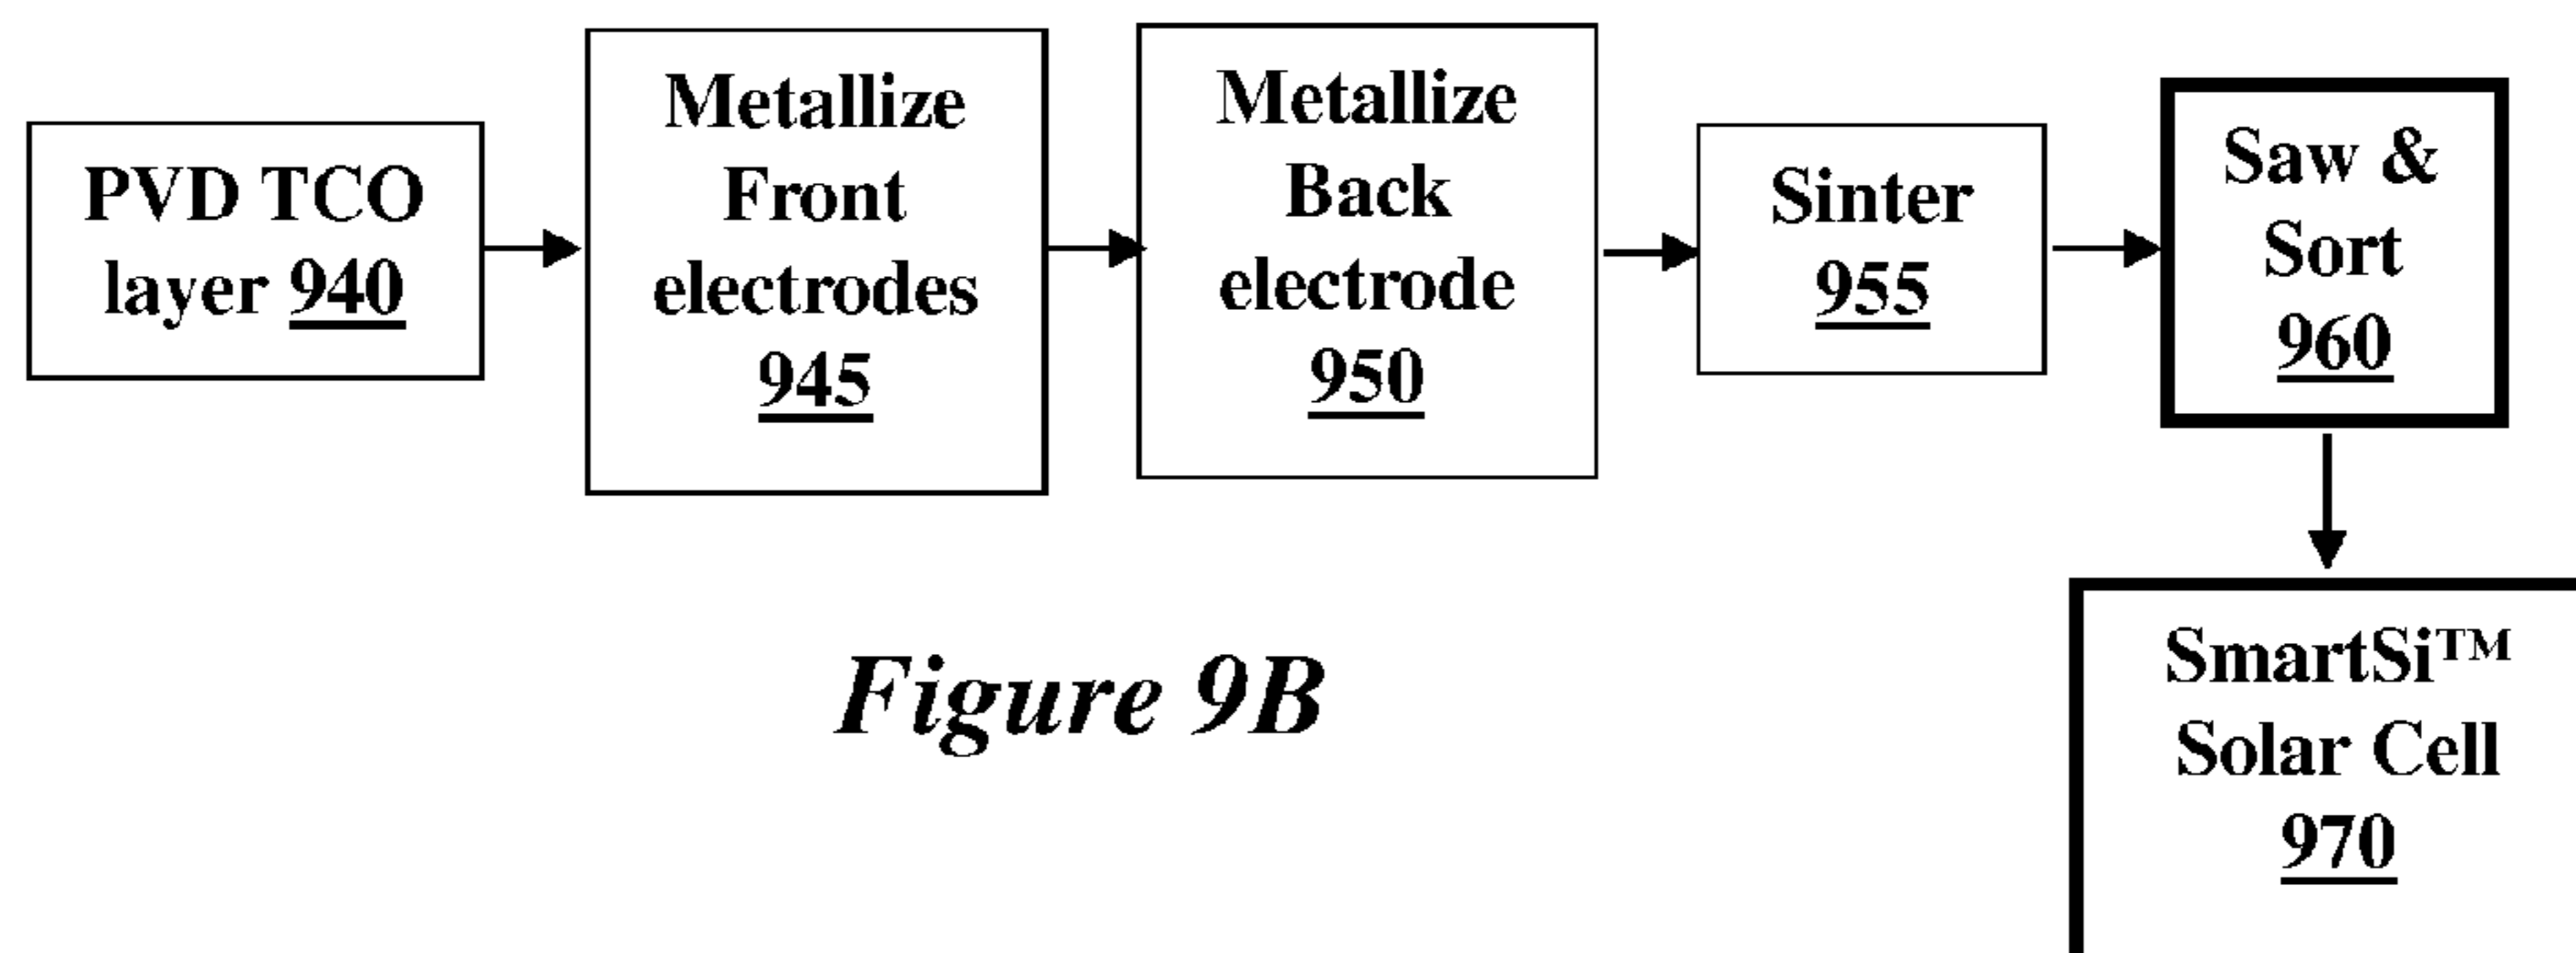 PVD TCO
layer 940
Metallize
Front
electrodes
945
Metallize
Back
electrode
950
Sinter
955
Saw &
Sort
960
SmartSi™
Solar Cell
970
Figure 9B